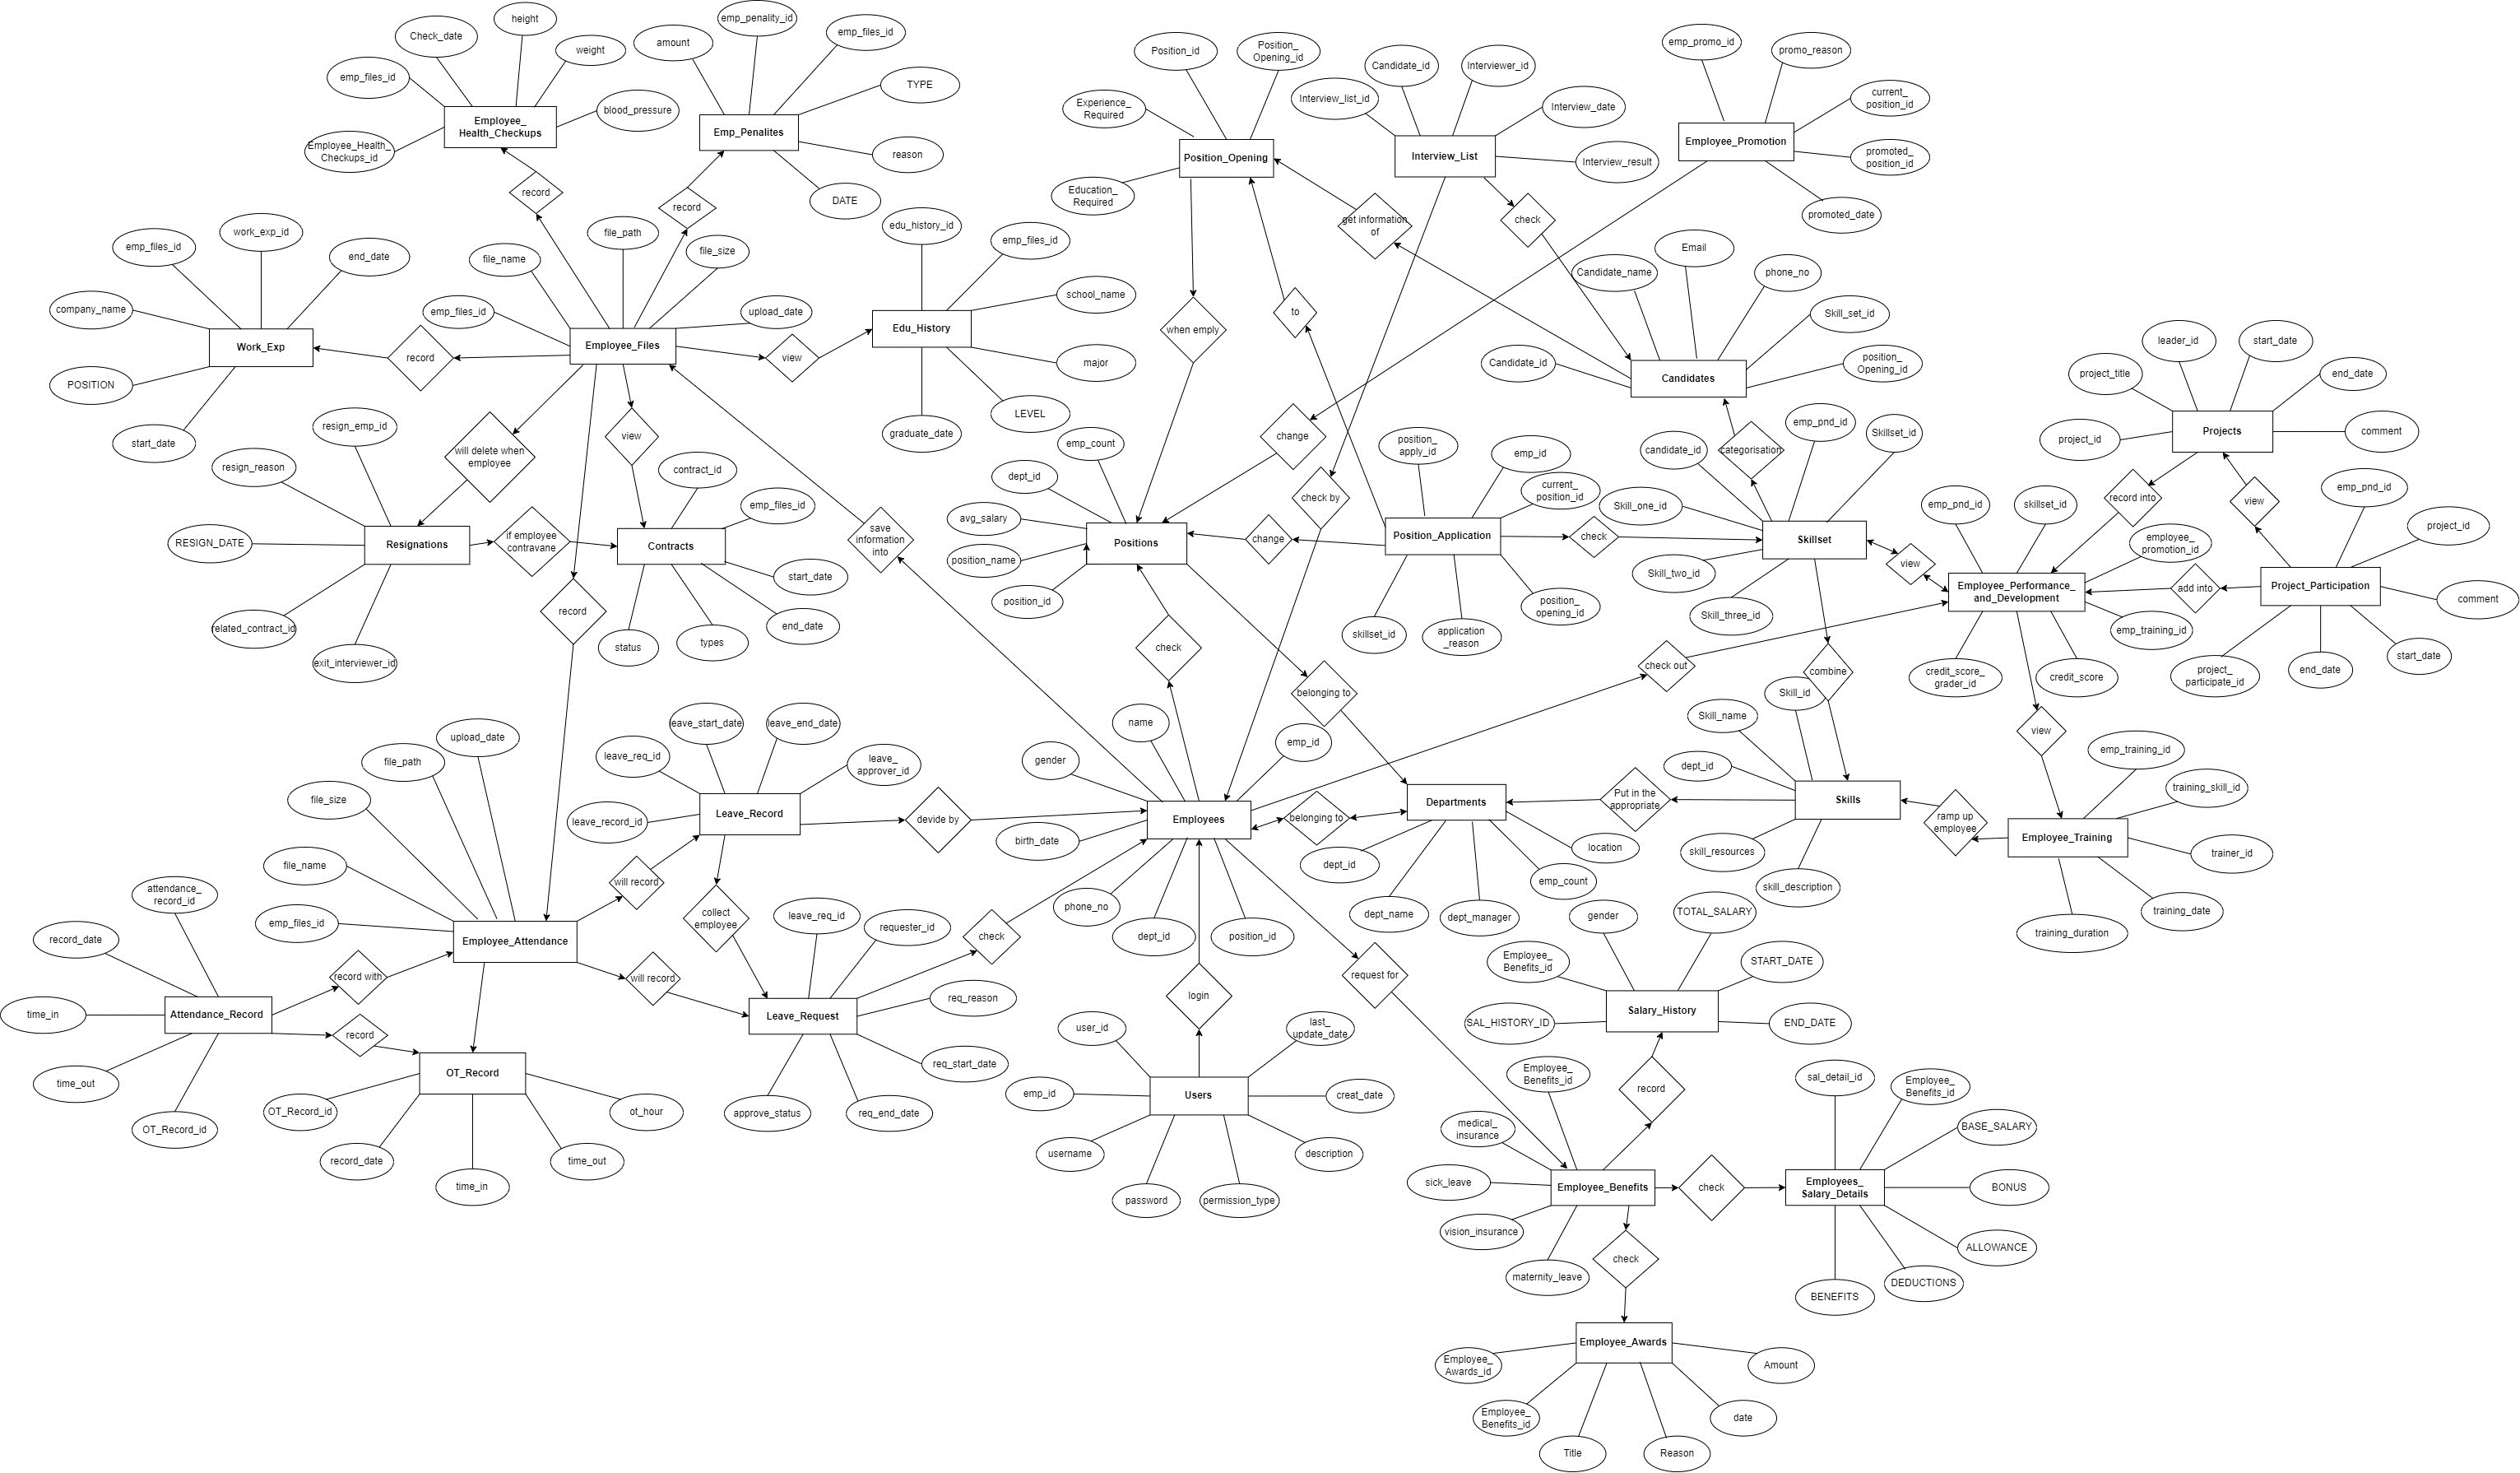 height
emp_penality_id
Check_date
amount
emp_files_id
weight
emp_files_id
TYPE
blood_pressure
Employee_
Health_Checkups
Emp_Penalites
Employee_Health_
Checkups_id
reason
record
DATE
record
Position_id
Position_
Opening_id
Experience_
Required
Position_Opening
Education_
Required
Candidate_id
Interviewer_id
Interview_list_id
Interview_date
Interview_List
Interview_result
get information
of
check
emp_promo_id
promo_reason
current_
position_id
Employee_Promotion
promoted_
position_id
promoted_date
work_exp_id
emp_files_id
end_date
company_name
Work_Exp
record
POSITION
start_date
file_path
file_name
file_size
emp_files_id
upload_date
Employee_Files
view
edu_history_id
emp_files_id
school_name
Edu_History
major
LEVEL
graduate_date
when emply
to
Email
Candidate_name
phone_no
Skill_set_id
Candidate_id
position_
Opening_id
Candidates
leader_id
start_date
project_title
end_date
project_id
Projects
comment
resign_emp_id
resign_reason
will delete when
employee
view
RESIGN_DATE
Resignations
if employee
contravane
related_contract_id
exit_interviewer_id
contract_id
emp_files_id
Contracts
start_date
end_date
status
types
record
save
information
into
emp_count
dept_id
avg_salary
position_name
Positions
position_id
change
check by
change
check
position_
apply_id
emp_id
current_
position_id
Position_Application
skillset_id
application
_reason
position_
opening_id
check
categorisation
emp_pnd_id
Skillset_id
candidate_id
Skill_one_id
Skillset
Skill_two_id
Skill_three_id
view
record into
view
emp_pnd_id
skillset_id
employee_
promotion_id
Employee_Performance_
and_Development
add into
emp_training_id
credit_score_
grader_id
credit_score
emp_pnd_id
project_id
Project_Participation
comment
project_
participate_id
end_date
start_date
check out
combine
belonging to
view
upload_date
file_path
file_size
file_name
emp_files_id
Employee_Attendance
leave_start_date
leave_end_date
leave_req_id
leave_
approver_id
leave_record_id
Leave_Record
devide by
will record
collect
employee
will record
name
gender
emp_id
Employees
birth_date
phone_no
dept_id
position_id
belonging to
Departments
dept_id
location
emp_count
dept_name
dept_manager
Put in the
appropriate
Skill_id
Skill_name
dept_id
Skills
skill_resources
skill_description
ramp up
employee
emp_training_id
training_skill_id
Employee_Training
trainer_id
training_date
training_duration
attendance_
record_id
record_date
record with
time_in
Attendance_Record
record
time_out
OT_Record_id
OT_Record
OT_Record_id
ot_hour
record_date
time_out
time_in
leave_req_id
requester_id
req_reason
Leave_Request
req_start_date
approve_status
req_end_date
check
login
request for
user_id
last_
update_date
emp_id
Users
creat_date
username
description
password
permission_type
gender
TOTAL_SALARY
Employee_
Benefits_id
START_DATE
SAL_HISTORY_ID
Salary_History
END_DATE
record
Employee_
Benefits_id
medical_
insurance
sick_leave
Employee_Benefits
vision_insurance
maternity_leave
check
check
sal_detail_id
Employee_
Benefits_id
BASE_SALARY
Employees_
Salary_Details
BONUS
ALLOWANCE
DEDUCTIONS
BENEFITS
Employee_Awards
Employee_
Awards_id
Amount
Employee_
Benefits_id
date
Title
Reason